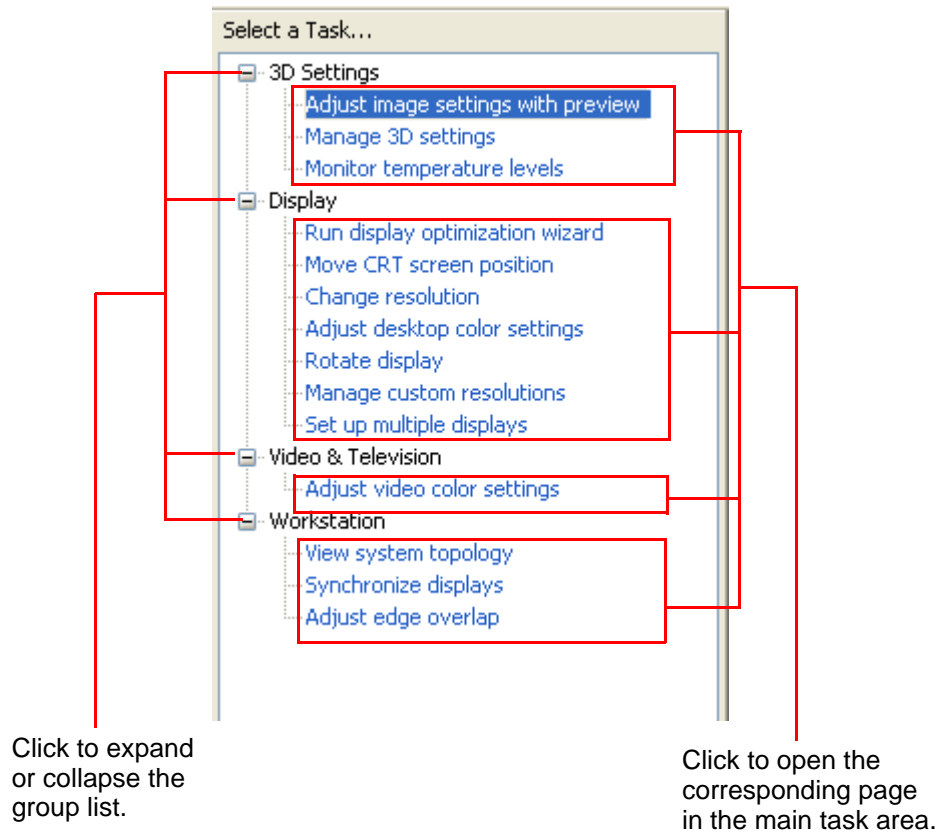 Select a Task...
3D Settings
Adjust image settings with preview
Manage 3D settings
Monitor temperature levels
Display
Run display optimization wizard
Move CRT screen position
Change resolution
Adjust desktop color settings
Rotate display
Manage custom resolutions
Set up multiple displays
Video & Television
Adjust video color settings
Workstation
View system topology
Synchronize displays
Adjust edge overlap
Click to expand
or collapse the
group list.
Click to open the
corresponding page
in the main task area.